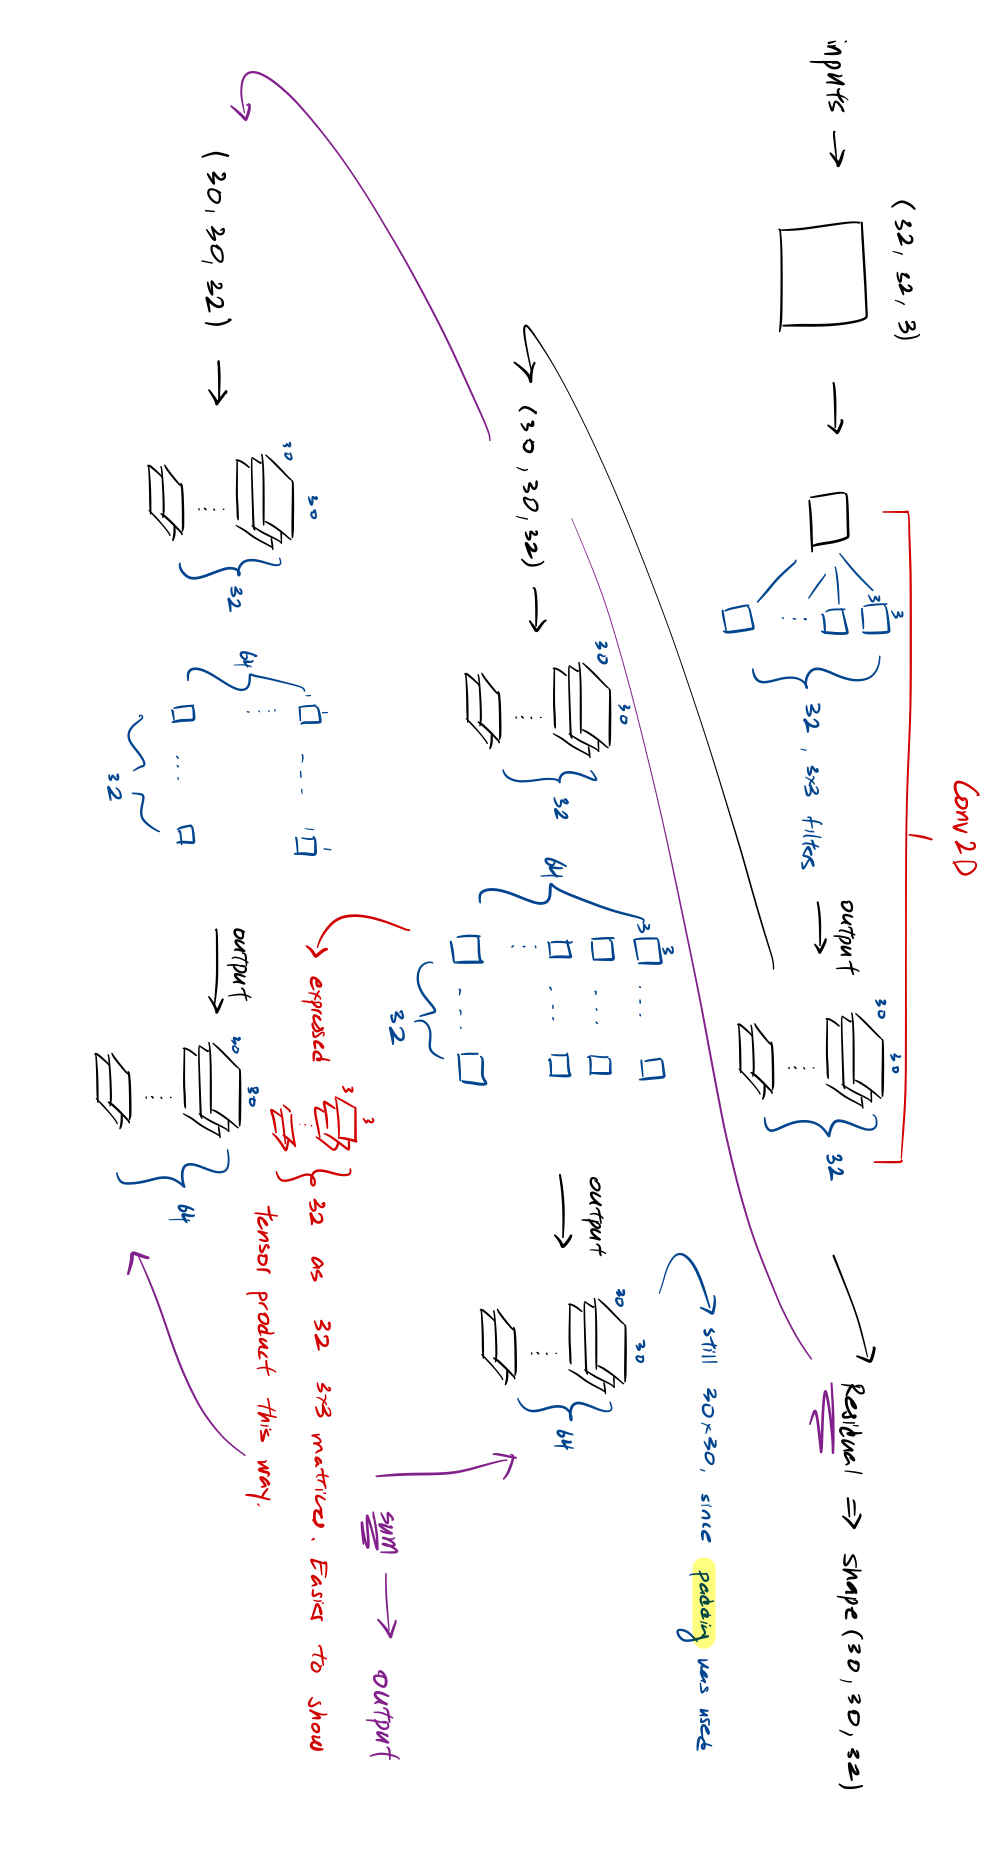 Conv2D
(32, 32, 3)
inputs
3
3
32, 3x3 filters
output
30
30
32
Residual => shape (30, 30, 32)
still 30x30, since padding was used
(30, 30, 32)
30
30
32
3
3
64
32
output
30
30
64
sum
output
expressed
3
3
32 as 32 3x3 matrices. Easier to show
tensor product this way.
(30, 30, 32)
30
30
32
1
1
1
1
64
32
output
30
30
64